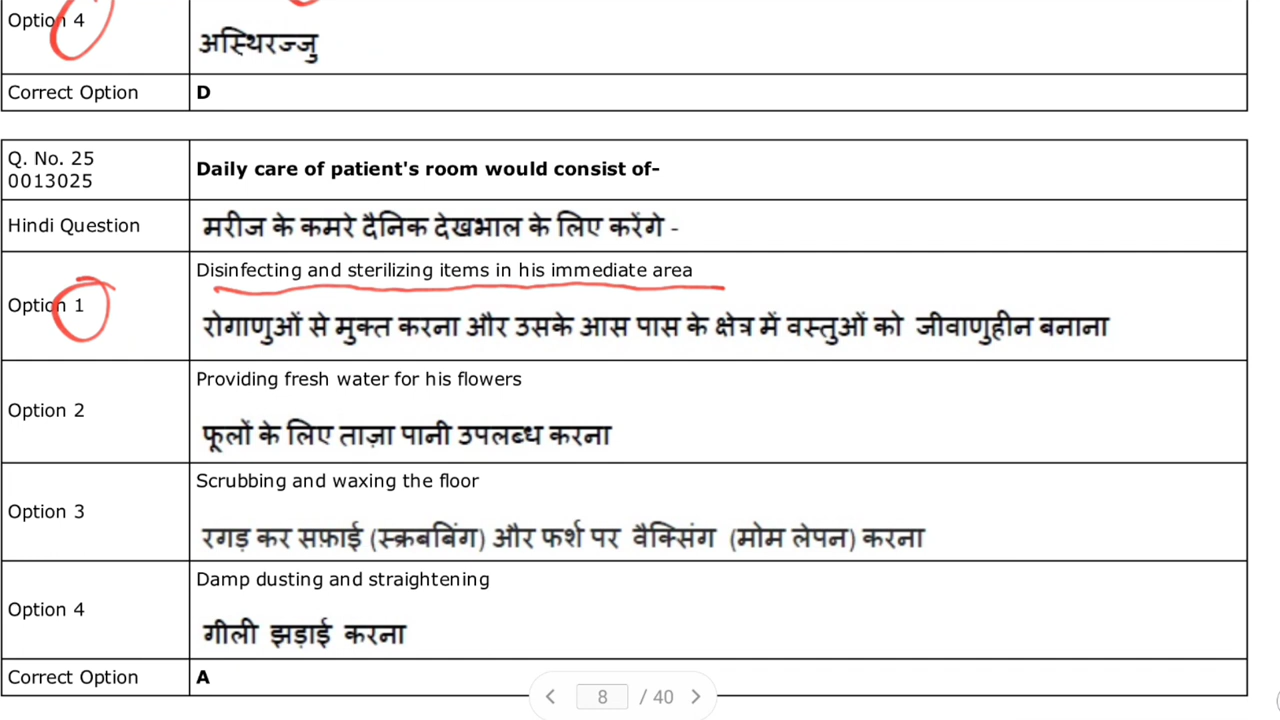 Option 4
अस्थिरज्जु
Correct Option
D
Q. No. 25
0013025
Daily care of patient's room would consist of-
Hindi Question
मरीज के कमरे दैनिक देखभाल के लिए करेंगे -
Option 1
Disinfecting and sterilizing items in his immediate area
रोगाणुओं से मुक्त करना और उसके आस पास के क्षेत्र में वस्तुओं को जीवाणुहीन बनाना
Option 2
Providing fresh water for his flowers
फूलों के लिए ताज़ा पानी उपलब्ध करना
Option 3
Scrubbing and waxing the floor
रगड़ कर सफ़ाई (स्क्रबबिंग) और फर्श पर वैक्सिंग (मोम लेपन) करना
Option 4
Damp dusting and straightening
गीली झड़ाई करना
Correct Option
A
8 / 40